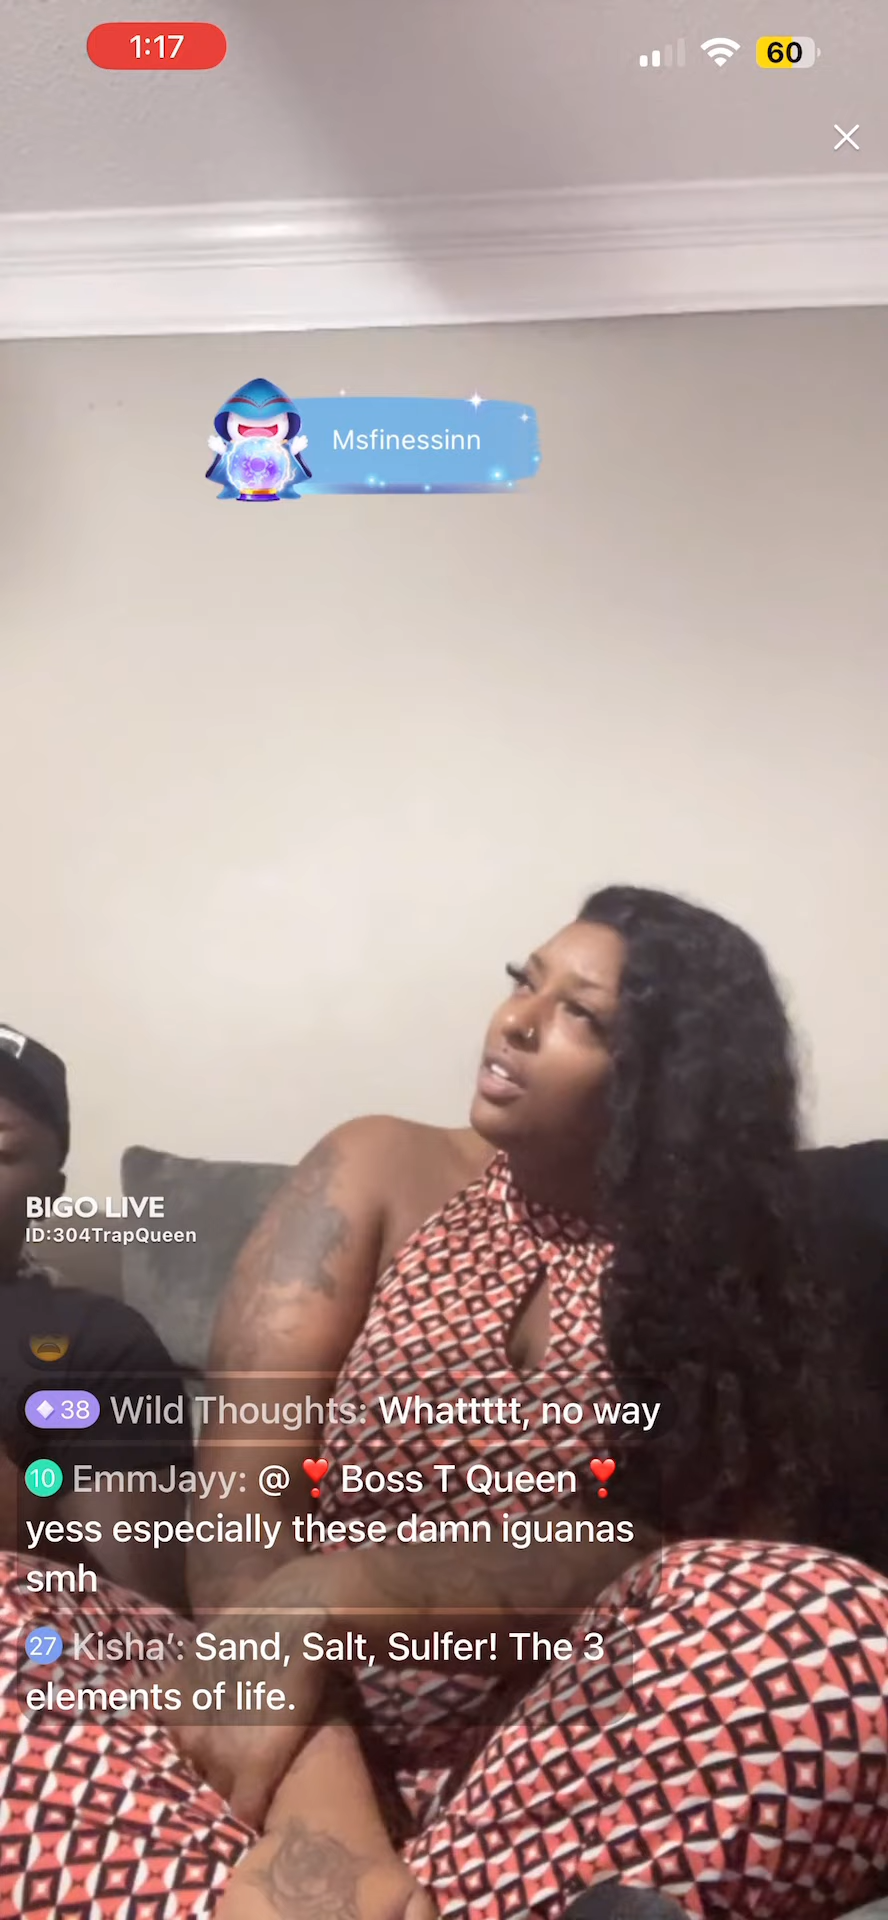 1:17
60
Msfinessinn
BIGO LIVE
ID:304TrapQueen
38 Wild Thoughts: Whattttt, no way
10 EmmJayy: @❣️Boss T Queen❣️
yess especially these damn iguanas
smh
27 Kisha’: Sand, Salt, Sulfer! The 3
elements of life.